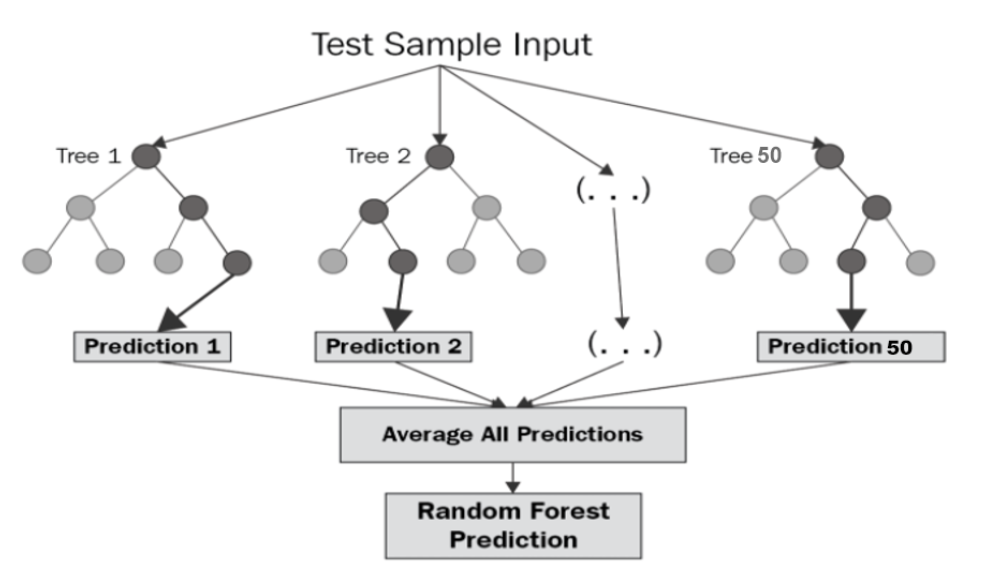 Test Sample Input
Tree 1
Tree 2
Tree 50
(. . .)
Prediction 1
Prediction 2
(. . .)
Prediction 50
Average All Predictions
Random Forest
Prediction